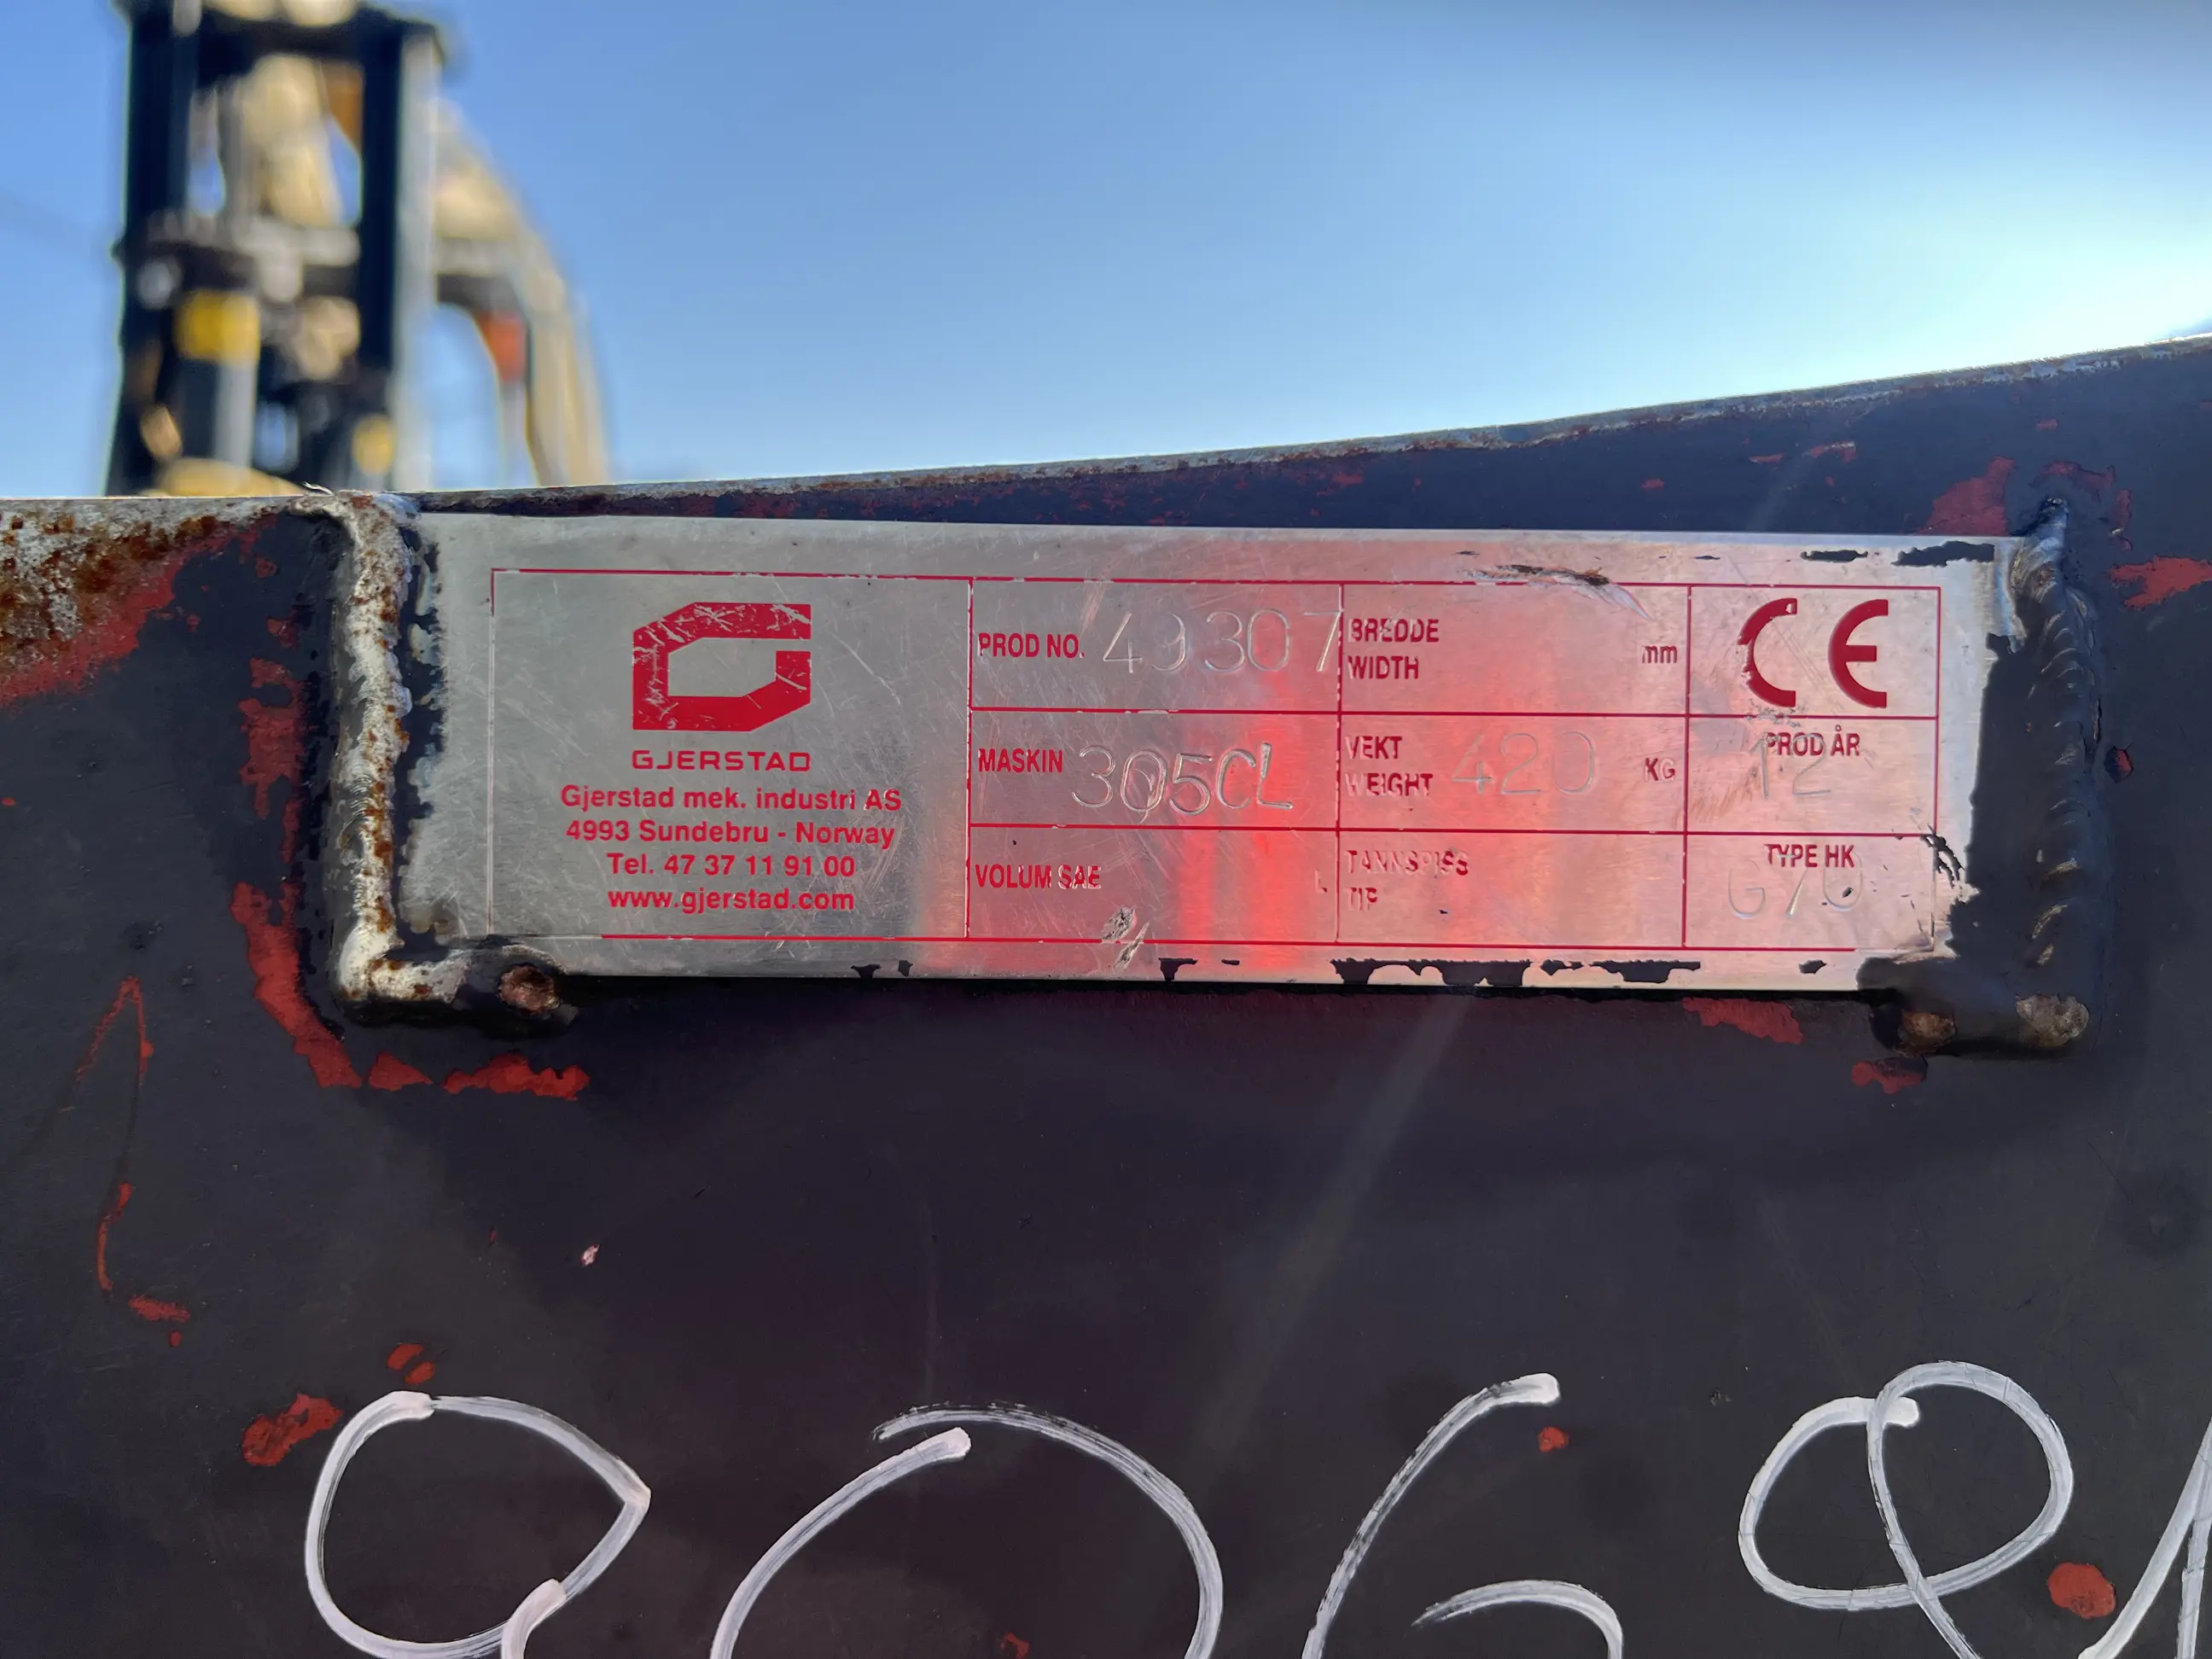 GJERSTAD
Gjerstad mek. industri AS
4993 Sundebru - Norway
Tel. 47 37 11 91 00
www.gjerstad.com
PROD NO. 49307
MASKIN 305CL
VOLUM SAE L
BREDDE
WIDTH mm
VEKT
WEIGHT 420 KG
TANNSPISS
TIP
CE
PROD ÅR
12
TYPE HK